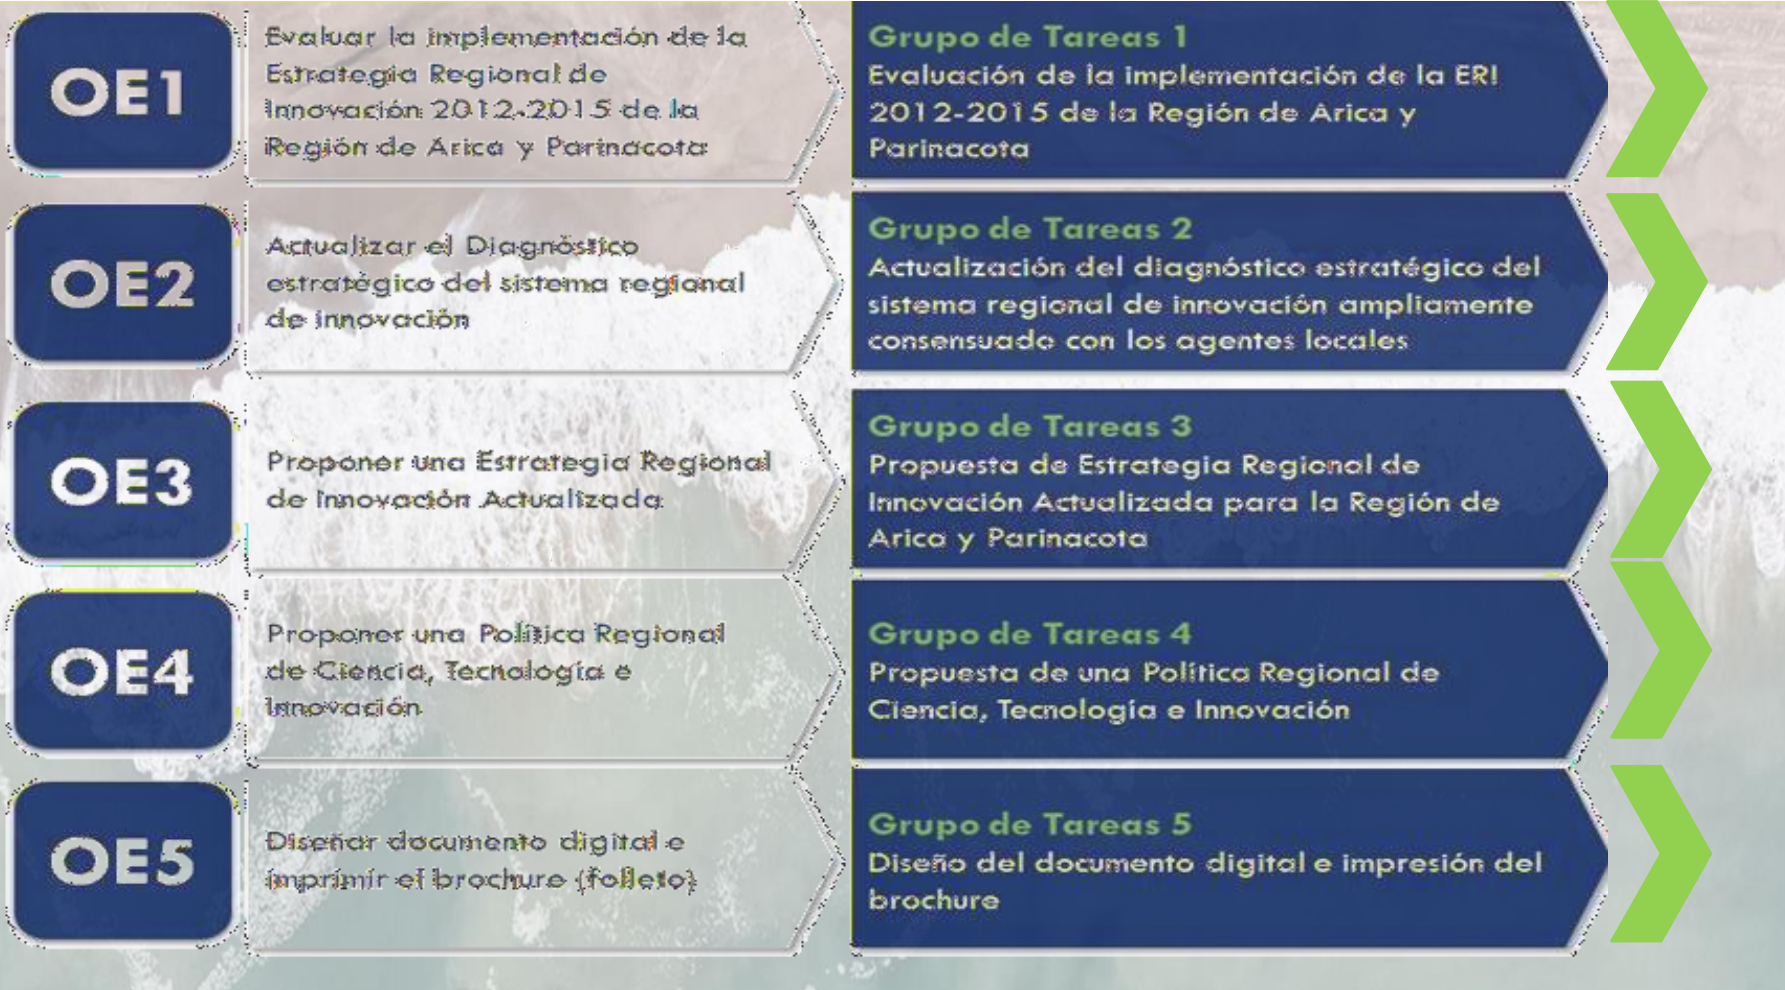 OE1
Evaluar la implementación de la
Estrategia Regional de
Innovación 2012-2015 de la
Región de Arica y Parinacota
Grupo de Tareas 1
Evaluación de la implementación de la ERI
2012-2015 de la Región de Arica y
Parinacota
OE2
Actualizar el Diagnóstico
estratégico del sistema regional
de innovación
Grupo de Tareas 2
Actualización del diagnóstico estratégico del
sistema regional de innovación ampliamente
consensuado con los agentes locales
OE3
Proponer una Estrategia Regional
de Innovación Actualizada
Grupo de Tareas 3
Propuesta de Estrategia Regional de
Innovación Actualizada para la Región de
Arica y Parinacota
OE4
Proponer una Política Regional
de Ciencia, Tecnología e
Innovación
Grupo de Tareas 4
Propuesta de una Política Regional de
Ciencia, Tecnología e Innovación
OE5
Diseñar documento digital e
imprimir el brochure (folleto)
Grupo de Tareas 5
Diseño del documento digital e impresión del
brochure